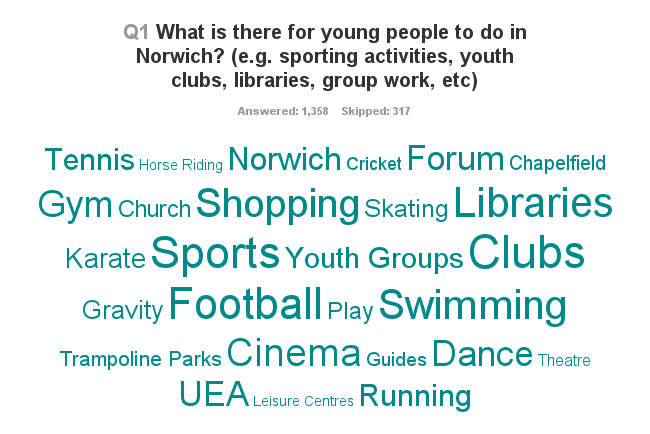 Q1 What is there for young people to do in
Norwich? (e.g. sporting activities, youth
clubs, libraries, group work, etc)
Answered: 1,358 Skipped: 317
Tennis Horse Riding Norwich Cricket Forum Chapelfield
Gym Church Shopping Skating Libraries
Karate Sports Youth Groups Clubs
Gravity Football Play Swimming
Trampoline Parks Cinema Guides Dance Theatre
UEA Leisure Centres Running